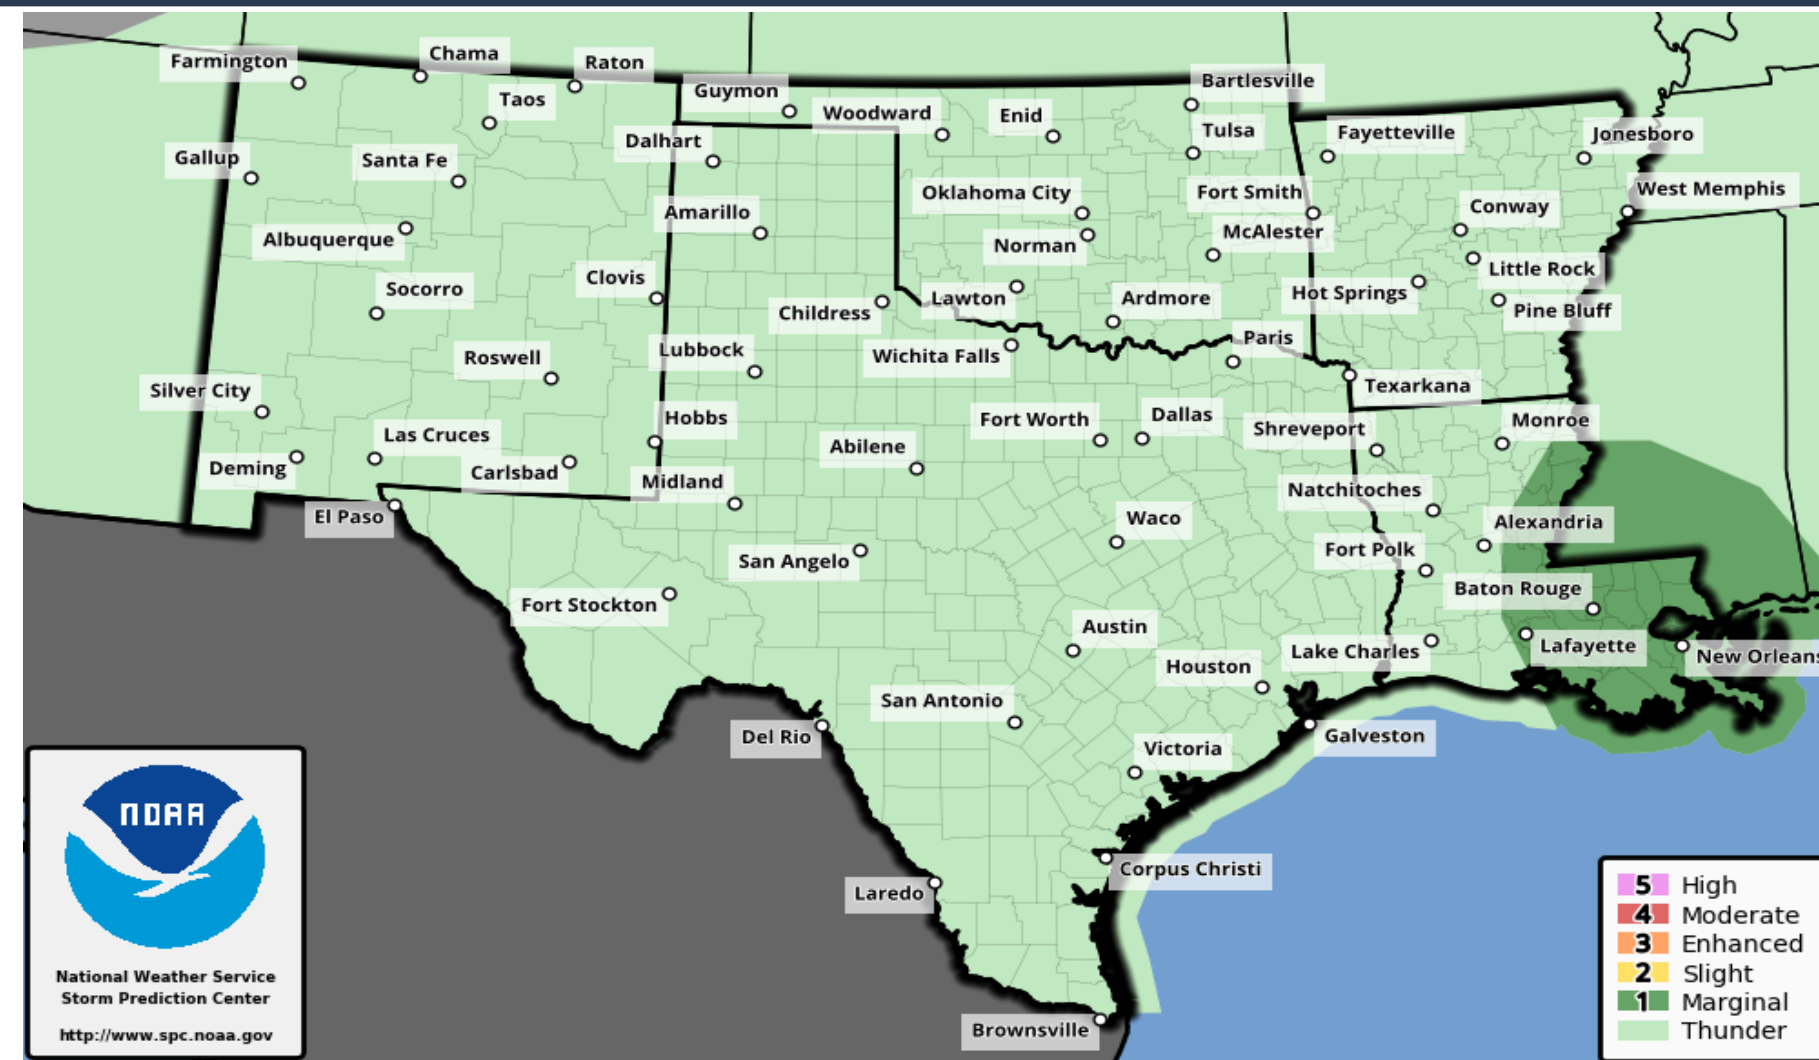 Farmington
Chama
Raton
Taos
Guymon
Woodward
Enid
Bartlesville
Tulsa
Fayetteville
Jonesboro
Gallup
Santa Fe
Dalhart
Oklahoma City
Fort Smith
Conway
West Memphis
Albuquerque
Amarillo
Norman
McAlester
Little Rock
Socorro
Clovis
Childress
Lawton
Ardmore
Hot Springs
Pine Bluff
Roswell
Lubbock
Wichita Falls
Paris
Texarkana
Silver City
Las Cruces
Hobbs
Abilene
Fort Worth
Dallas
Shreveport
Monroe
Deming
Carlsbad
Midland
Natchitoches
El Paso
San Angelo
Waco
Alexandria
Fort Polk
Fort Stockton
Baton Rouge
Austin
Houston
Lake Charles
Lafayette
New Orleans
San Antonio
Del Rio
Galveston
Victoria
Corpus Christi
Laredo
Brownsville
NOAA
National Weather Service
Storm Prediction Center
http://www.spc.noaa.gov
5 High
4 Moderate
3 Enhanced
2 Slight
1 Marginal
Thunder